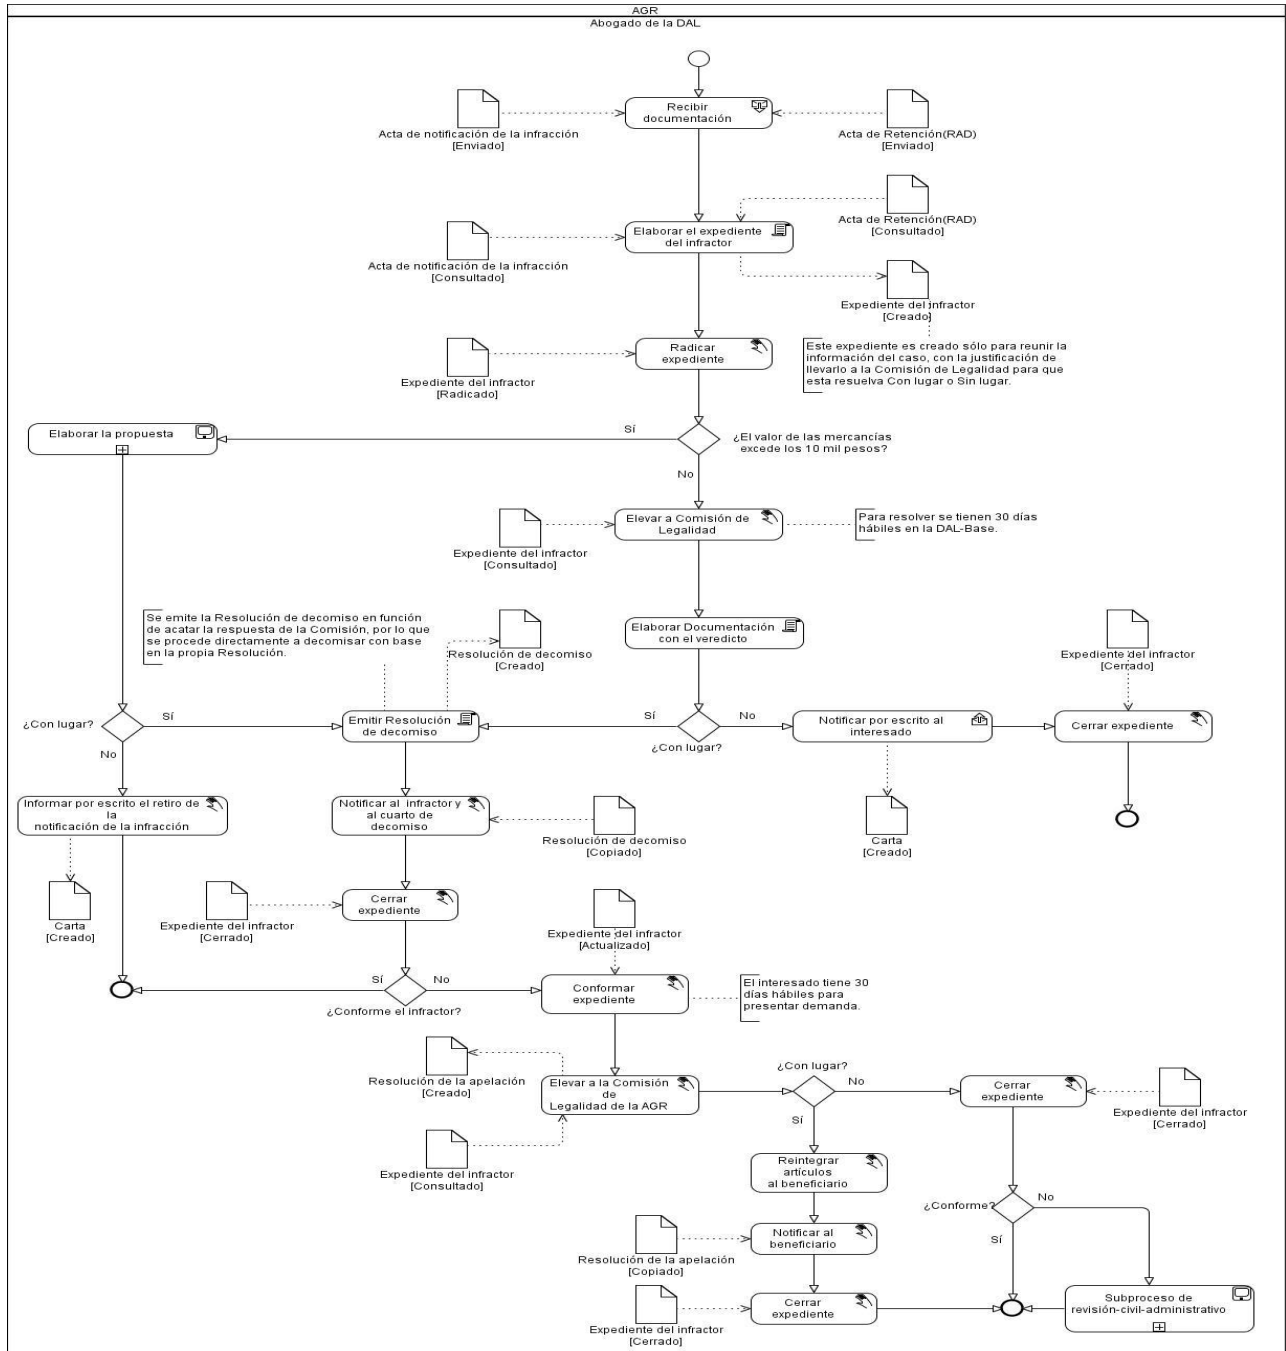 AGR
Abogado de la DAL
Recibir
documentación
Acta de notificación de la infracción
[Enviado]
Acta de Retención(RAD)
[Enviado]
Acta de Retención(RAD)
[Consultado]
Elaborar el expediente
del infractor
Acta de notificación de la infracción
[Consultado]
Expediente del infractor
[Creado]
Radicar
expediente
Este expediente es creado sólo para reunir la
información del caso, con la justificación de
llevarlo a la Comisión de Legalidad para que
esta resuelva Con lugar o Sin lugar.
Expediente del infractor
[Radicado]
Elaborar la propuesta
Sí
¿El valor de las mercancías
excede los 10 mil pesos?
No
Elevar a Comisión de
Legalidad
Para resolver se tienen 30 días
hábiles en la DAL-Base.
Expediente del infractor
[Consultado]
Se emite la Resolución de decomiso en función
de acatar la respuesta de la Comisión, por lo que
se procede directamente a decomisar con base
en la propia Resolución.
Resolución de decomiso
[Creado]
Elaborar Documentación
con el veredicto
Expediente del infractor
[Cerrado]
¿Con lugar?
Sí
No
Emitir Resolución
de decomiso
Sí
No
¿Con lugar?
Notificar por escrito al
interesado
Cerrar expediente
Informar por escrito el retiro de
la
notificación de la infracción
Notificar al infractor y
al cuarto de
decomiso
Resolución de decomiso
[Copiado]
Carta
[Creado]
Cerrar
expediente
Carta
[Creado]
Expediente del infractor
[Cerrado]
Expediente del infractor
[Actualizado]
Sí
No
¿Conforme el infractor?
Conformar
expediente
El interesado tiene 30
días hábiles para
presentar demanda.
Resolución de la apelación
[Creado]
Elevar a la Comisión
de
Legalidad de la AGR
¿Con lugar?
No
Sí
Cerrar
expediente
Expediente del infractor
[Cerrado]
Expediente del infractor
[Consultado]
Reintegrar
artículos
al beneficiario
¿Conforme?
No
Sí
Notificar al
beneficiario
Resolución de la apelación
[Copiado]
Cerrar
expediente
Expediente del infractor
[Cerrado]
Subproceso de
revisión-civil-administrativo